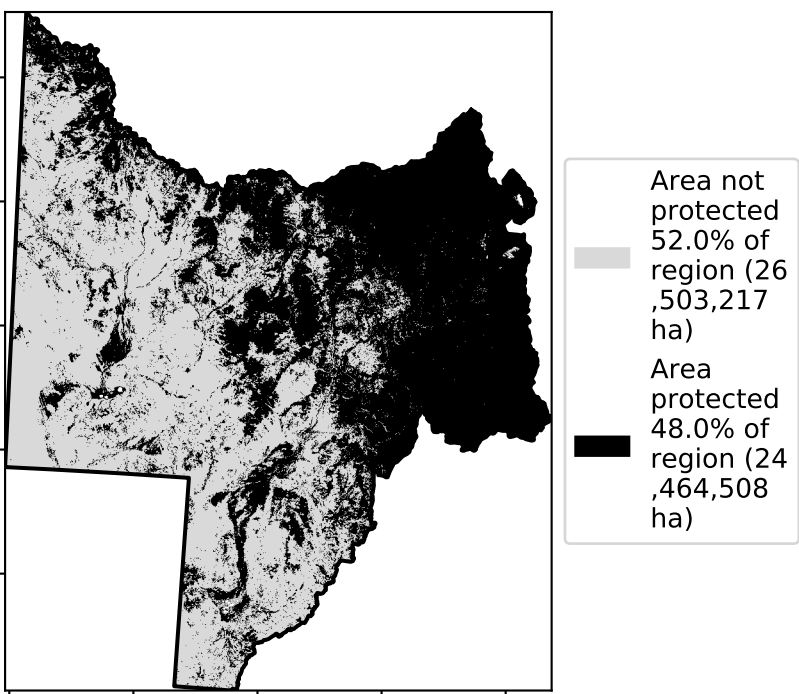 Area not
protected
52.0% of
region (26
,503,217
ha)
Area
protected
48.0% of
region (24
,464,508
ha)